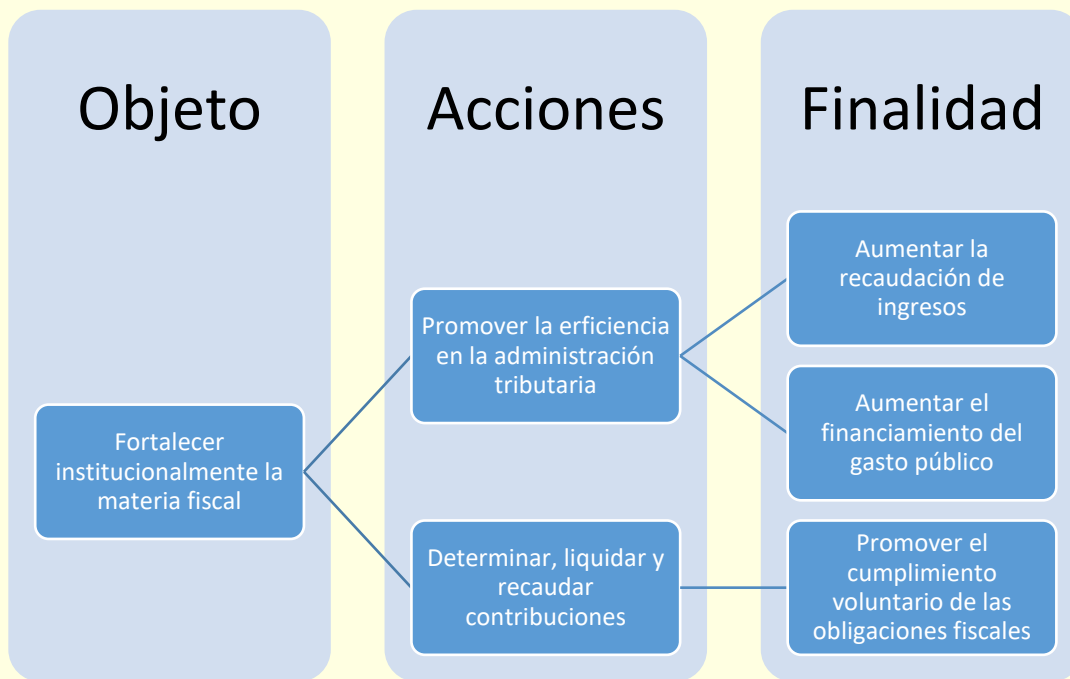 Objeto
Acciones
Finalidad
Fortalecer
institucionalmente la
materia fiscal
Promover la erficiencia
en la administración
tributaria
Determinar, liquidar y
recaudar
contribuciones
Aumentar la
recaudación de
ingresos
Aumentar el
financiamiento del
gasto público
Promover el
cumplimiento
voluntario de las
obligaciones fiscales